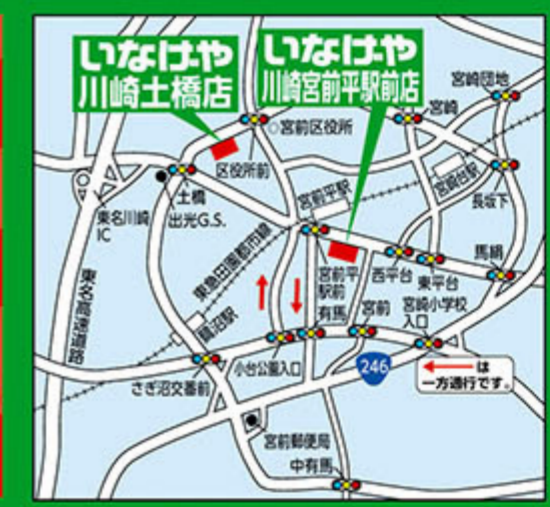 いなげや
川崎土橋店
いなげや
川崎宮前平駅前店
宮崎団地
宮崎
宮前区役所
区役所前
宮崎台駅
土橋
出光G.S.
宮前平駅
長坂下
東名川崎
IC
東急田園都市線
馬絹
宮前平
駅前
西平台
東平台
東名高速道路
有馬
宮前
宮崎小学校
入口
鷺沼駅
小台公園入口
246
は
一方通行です。
さぎ沼交番前
宮前郵便局
中有馬